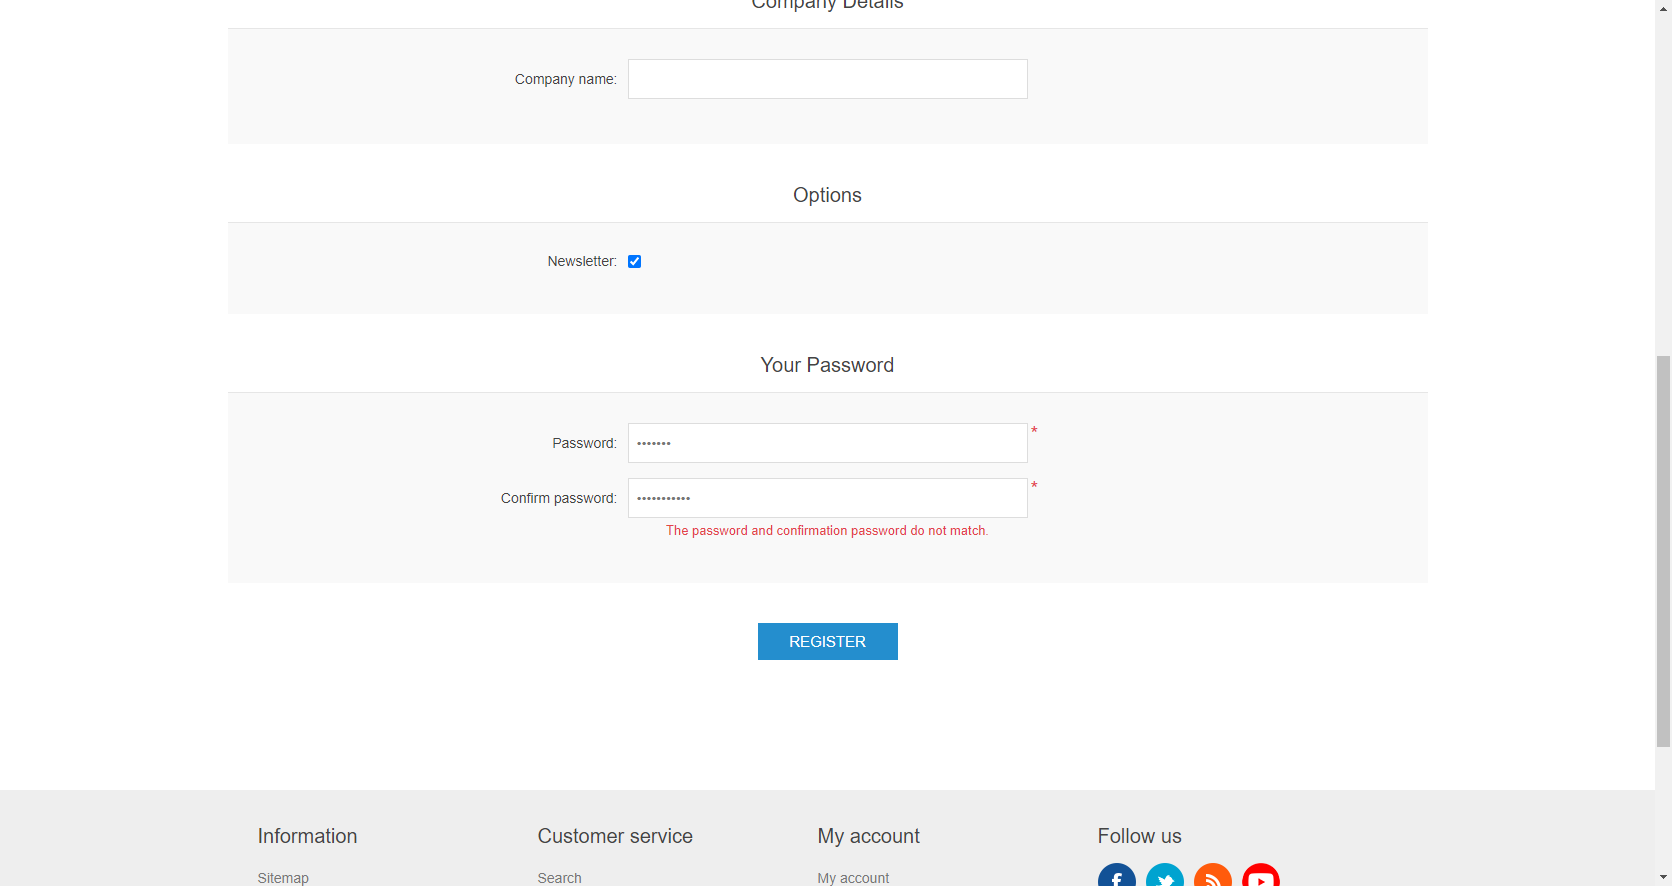 Company Details
Company name:
Options
Newsletter:
Your Password
Password: ••••••• *
Confirm password: ••••••••••• *
The password and confirmation password do not match.
REGISTER
Information Customer service My account Follow us
Sitemap Search My account